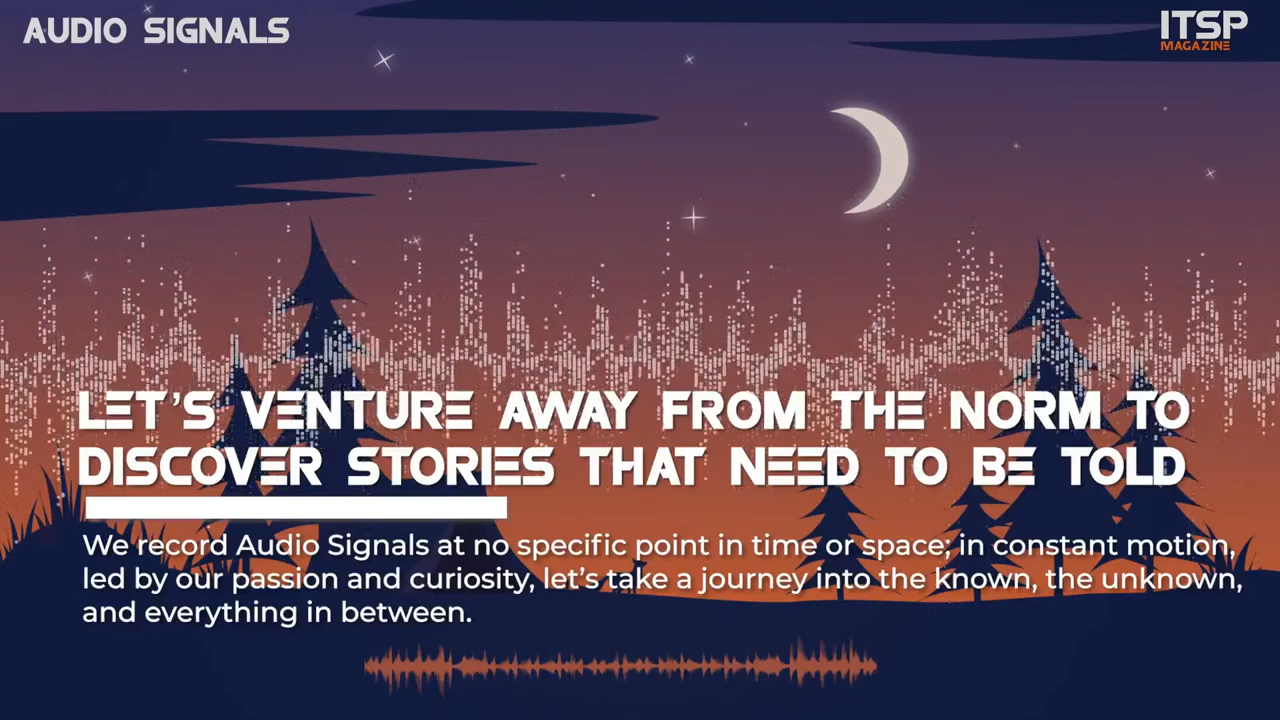 AUDIO SIGNALS
ITSP
MAGAZINE
LET'S VENTURE AWAY FROM THE NORM TO
DISCOVER STORIES THAT NEED TO BE TOLD
We record Audio Signals at no specific point in time or space; in constant motion,
led by our passion and curiosity, let's take a journey into the known, the unknown,
and everything in between.